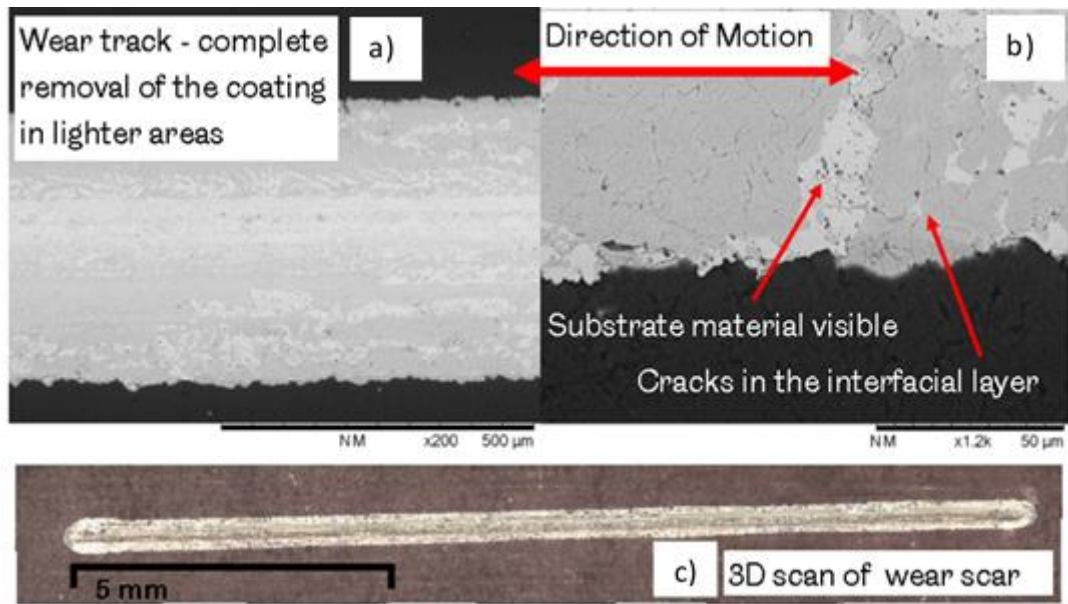 Wear track - complete
removal of the coating
in lighter areas
a)
Direction of Motion
b)
Substrate material visible
Cracks in the interfacial layer
NM x200 500 µm
NM x1.2k 50 µm
5 mm
c)
3D scan of wear scar